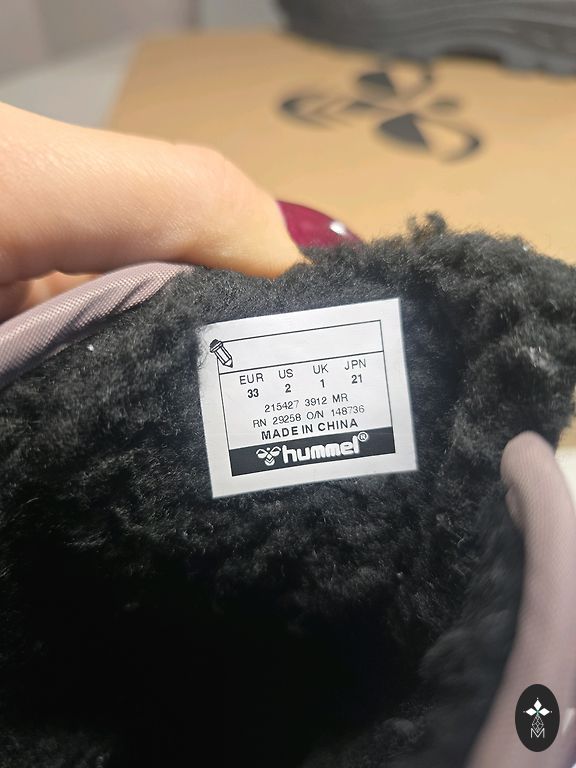 EUR US UK JPN
33 2 1 21
215427 3912 MR
RN 29258 O/N 148736
MADE IN CHINA
hummel®
M